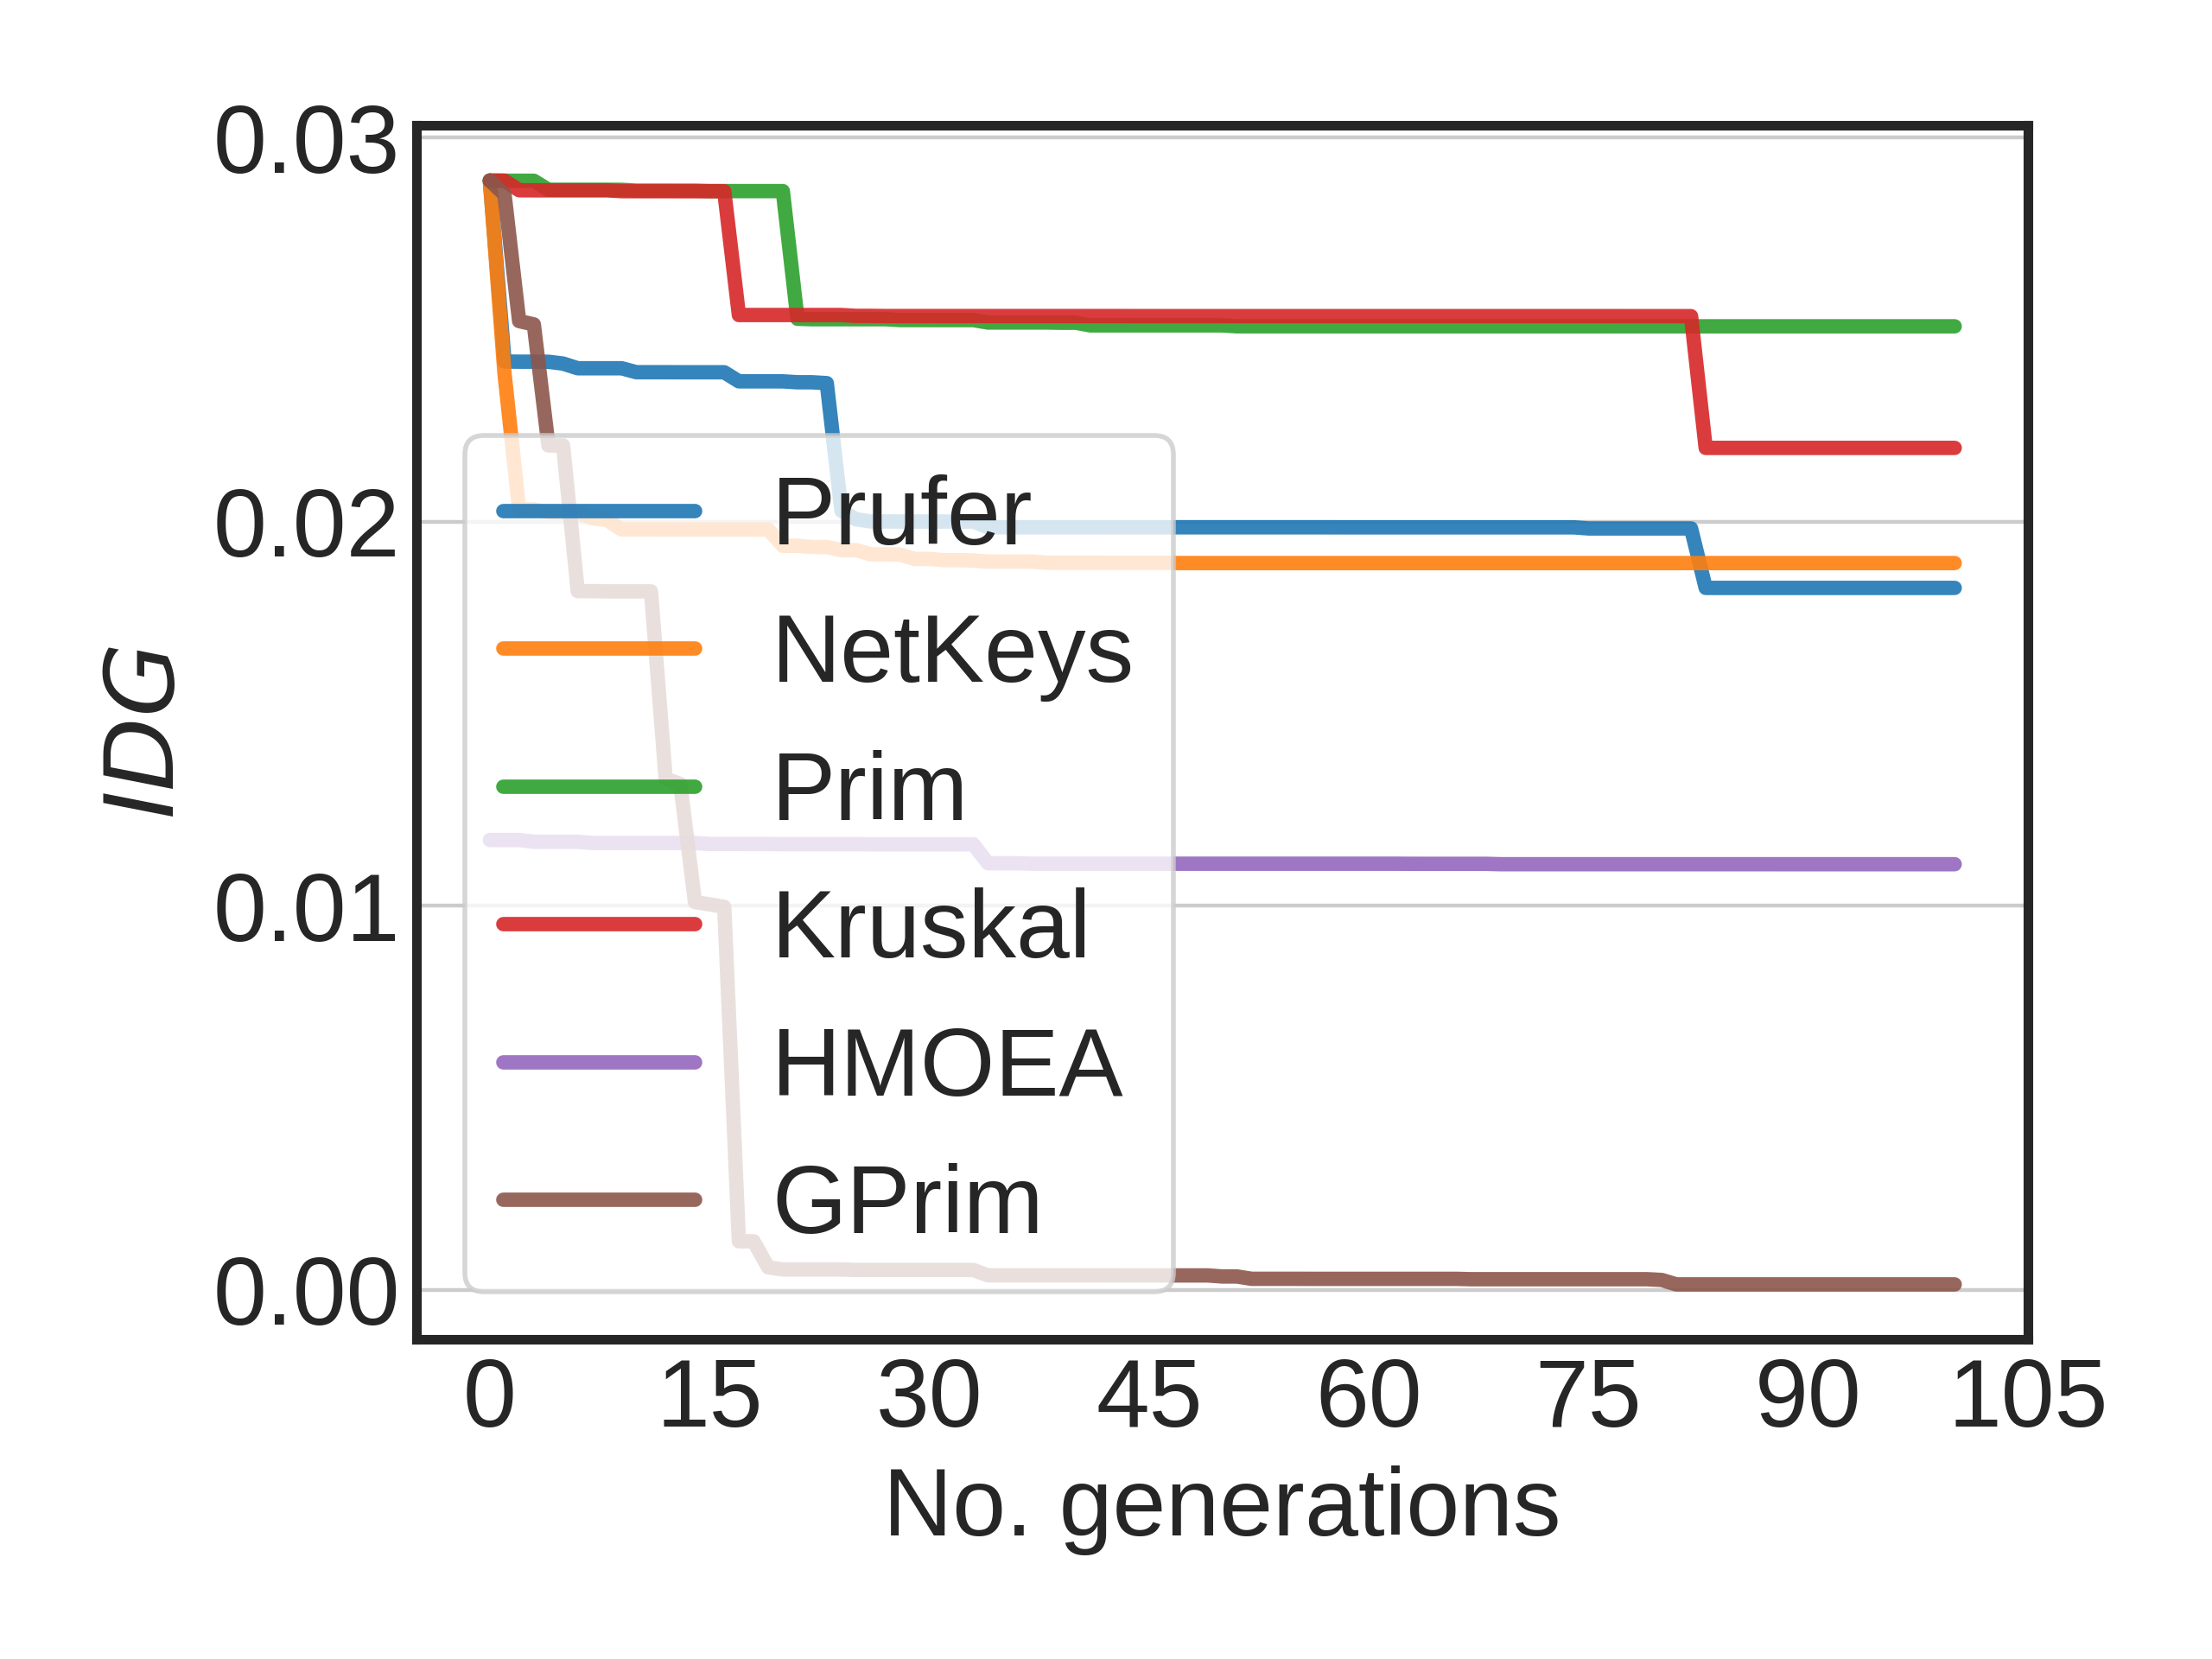 0.03
0.02
0.01
0.00
IDG
Prufer
NetKeys
Prim
Kruskal
HMOEA
GPrim
0 15 30 45 60 75 90 105
No. generations